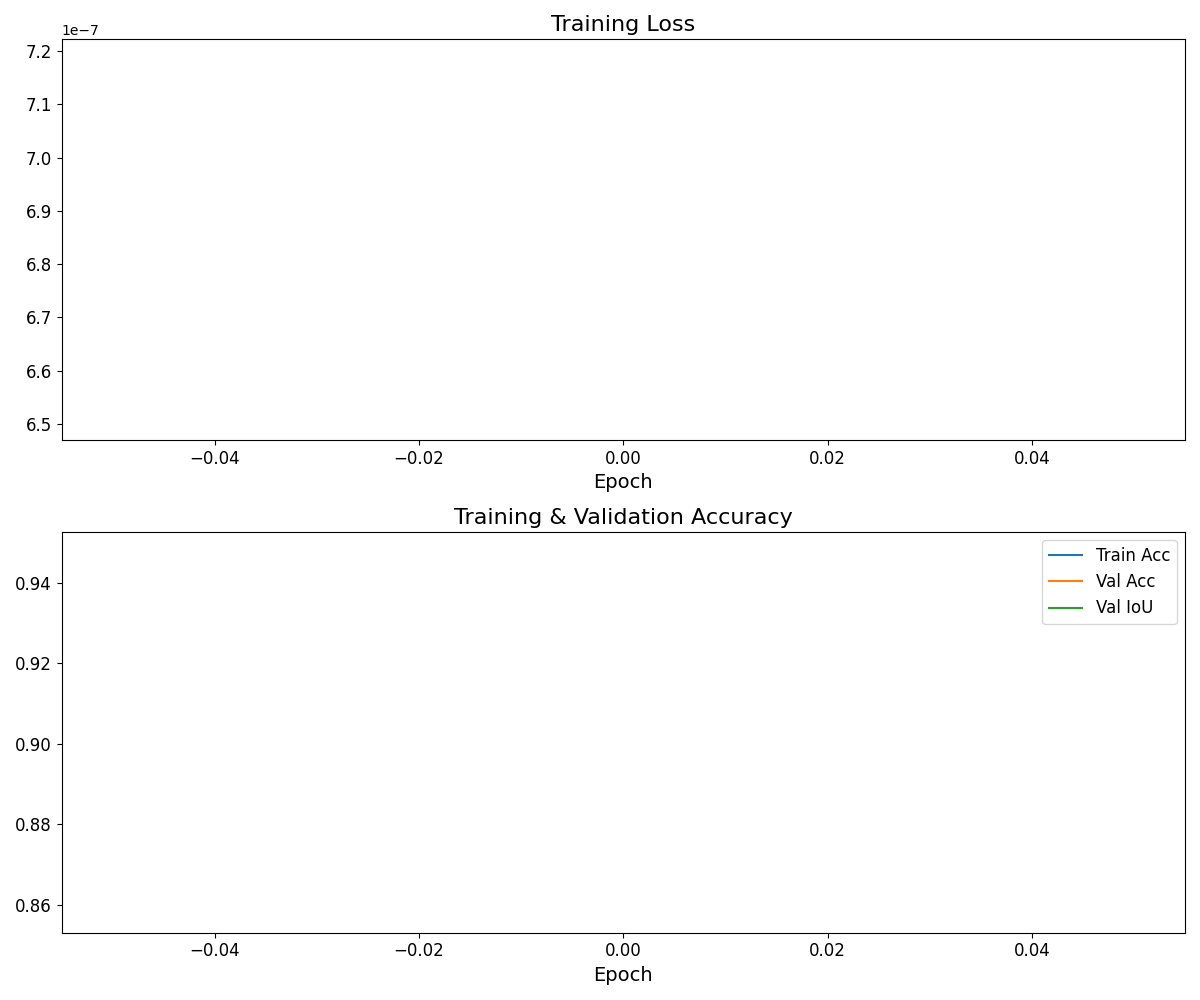 Training Loss
1e−7
7.2
7.1
7.0
6.9
6.8
6.7
6.6
6.5
−0.04 −0.02 0.00 0.02 0.04
Epoch
Training & Validation Accuracy
Train Acc
Val Acc
Val IoU
0.94
0.92
0.90
0.88
0.86
−0.04 −0.02 0.00 0.02 0.04
Epoch